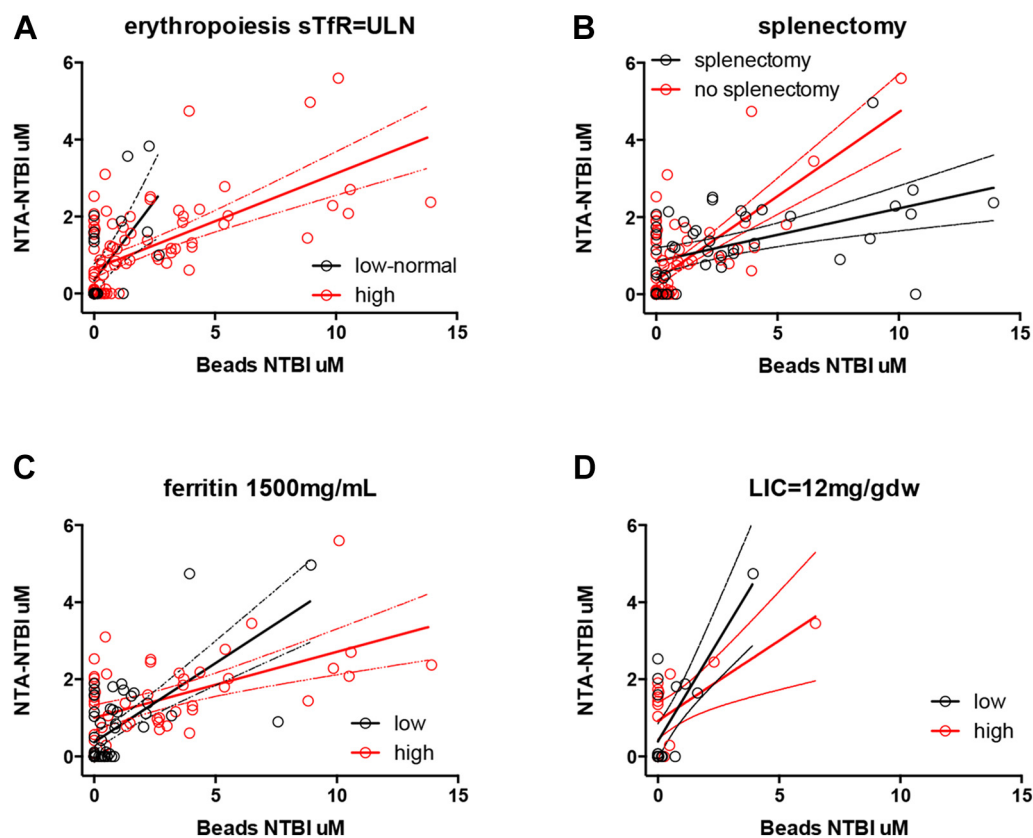 A
erythropoiesis sTfR=ULN
6
4
2
0
NTA-NTBI uM
low-normal
high
0
5
10
15
Beads NTBI uM
B
splenectomy
splenectomy
no splenectomy
6
4
2
0
NTA-NTBI uM
0
5
10
15
Beads NTBI uM
C
ferritin 1500mg/mL
6
4
2
0
NTA-NTBI uM
low
high
0
5
10
15
Beads NTBI uM
D
LIC=12mg/gdw
6
4
2
0
NTA-NTBI uM
low
high
0
5
10
15
Beads NTBI uM